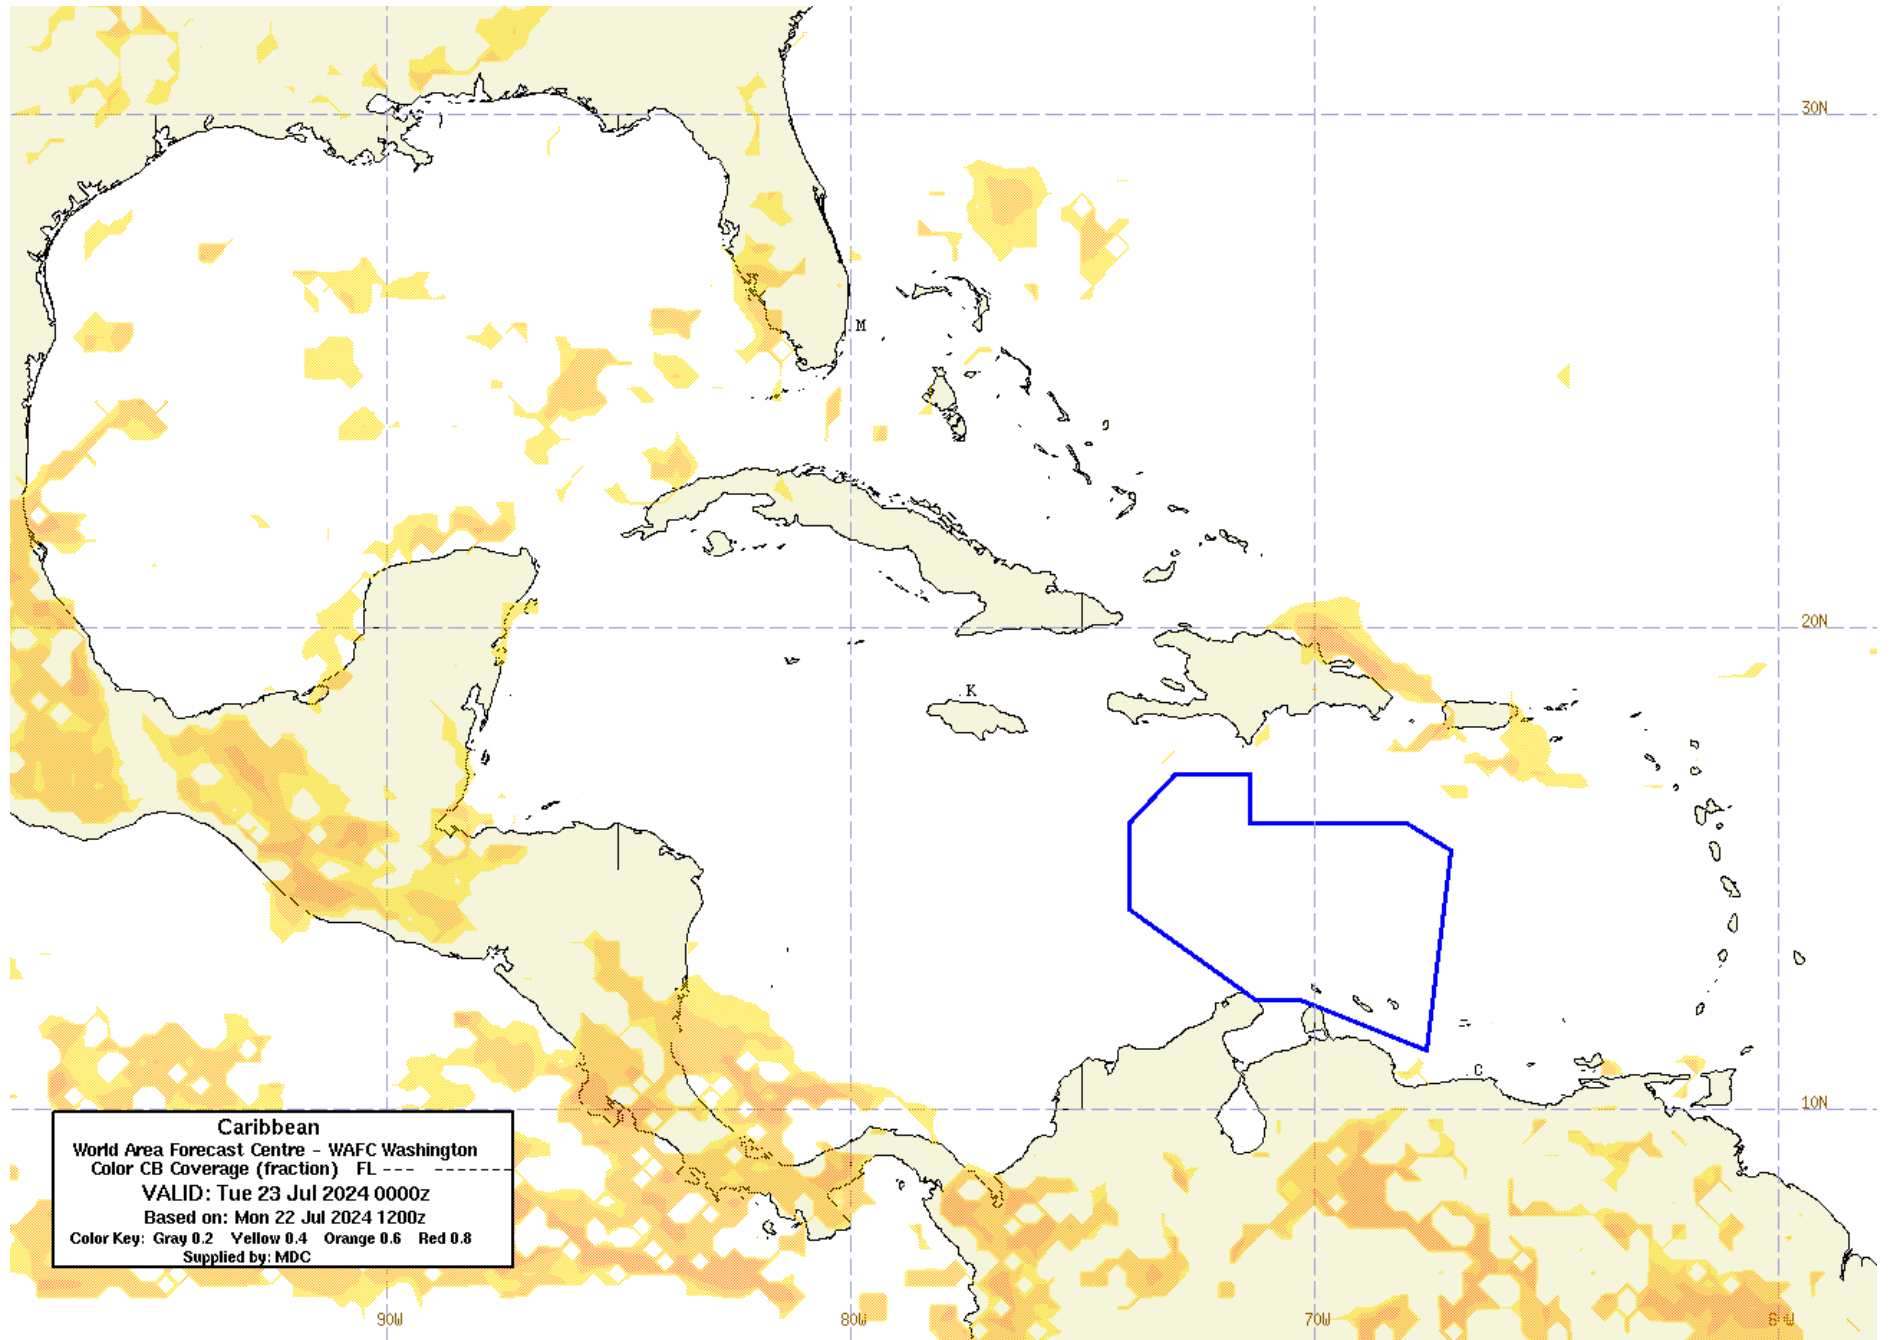 30N
M
20N
K
C
10N
Caribbean
World Area Forecast Centre - WAFC Washington
Color CB Coverage (fraction) FL --- --------
VALID: Tue 23 Jul 2024 0000z
Based on: Mon 22 Jul 2024 1200z
Color Key: Gray 0.2 Yellow 0.4 Orange 0.6 Red 0.8
Supplied by: MDC
90W 80W 70W 60W